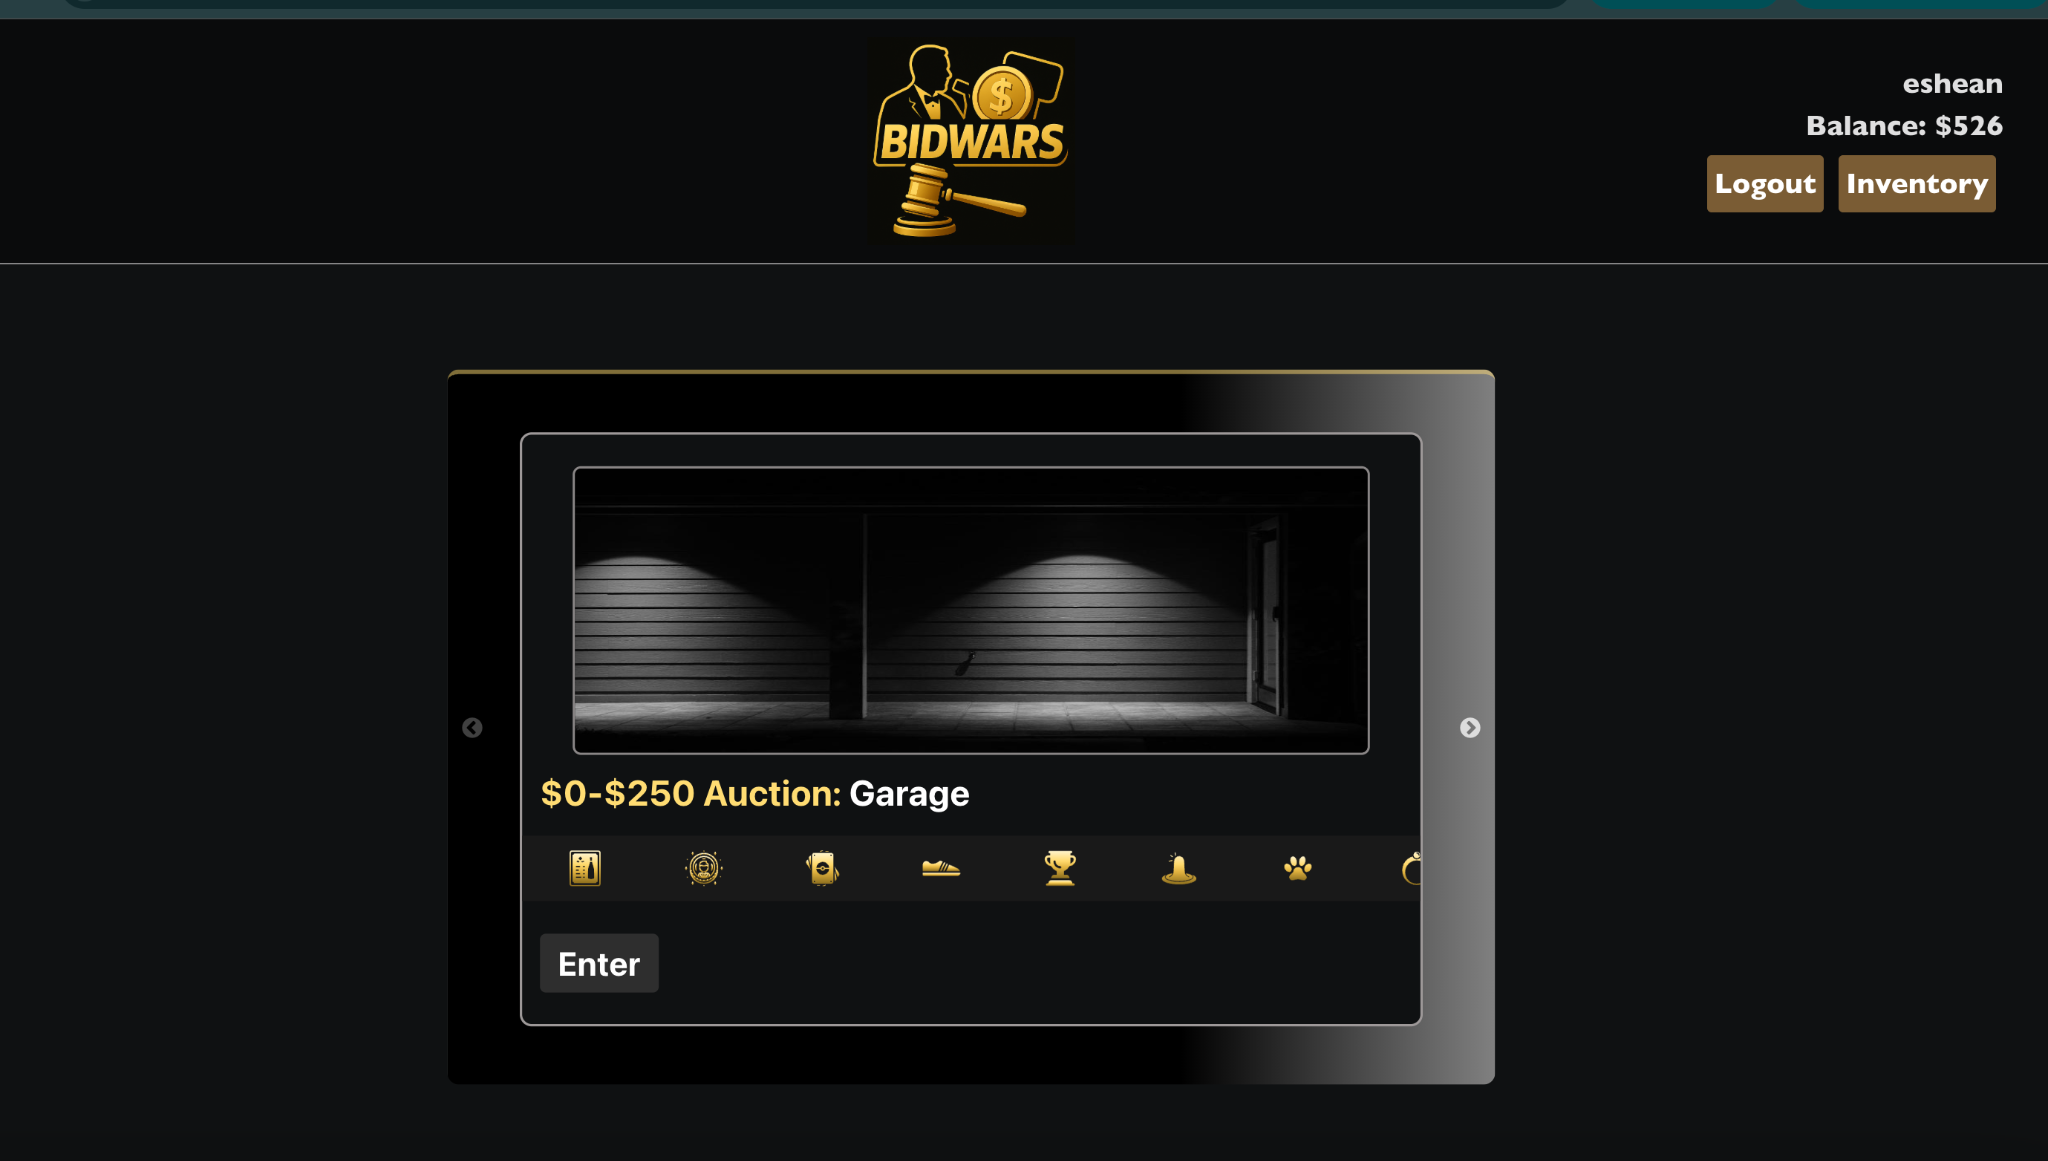 $
BIDWARS
eshean
Balance: $526
Logout
Inventory
$0-$250 Auction: Garage
Enter